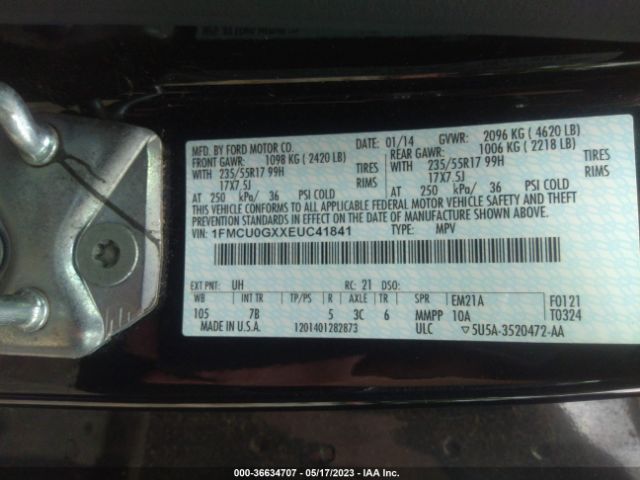 MFD. BY FORD MOTOR CO.
DATE: 01/14 GVWR: 2096 KG ( 4620 LB)
FRONT GAWR: 1098 KG ( 2420 LB) REAR GAWR: 1006 KG ( 2218 LB)
WITH 235/55R17 99H TIRES WITH 235/55R17 99H TIRES
17X7.5J RIMS 17X7.5J RIMS
AT 250 kPa/ 36 PSI COLD AT 250 kPa/ 36 PSI COLD
THIS VEHICLE CONFORMS TO ALL APPLICABLE FEDERAL MOTOR VEHICLE SAFETY AND THEFT
PREVENTION STANDARDS IN EFFECT ON THE DATE OF MANUFACTURE SHOWN ABOVE.
VIN: 1FMCU0GXXEUC41841 TYPE: MPV
EXT PNT: UH RC: 21 DSO:
WB INT TR TP/PS R AXLE TR SPR EM21A F0121
105 7B 5 3C 6 MMPP 10A T0324
MADE IN U.S.A. 1201401282873 ULC 5U5A-3520472-AA
000-36634707 - 05/17/2023 - IAA Inc.